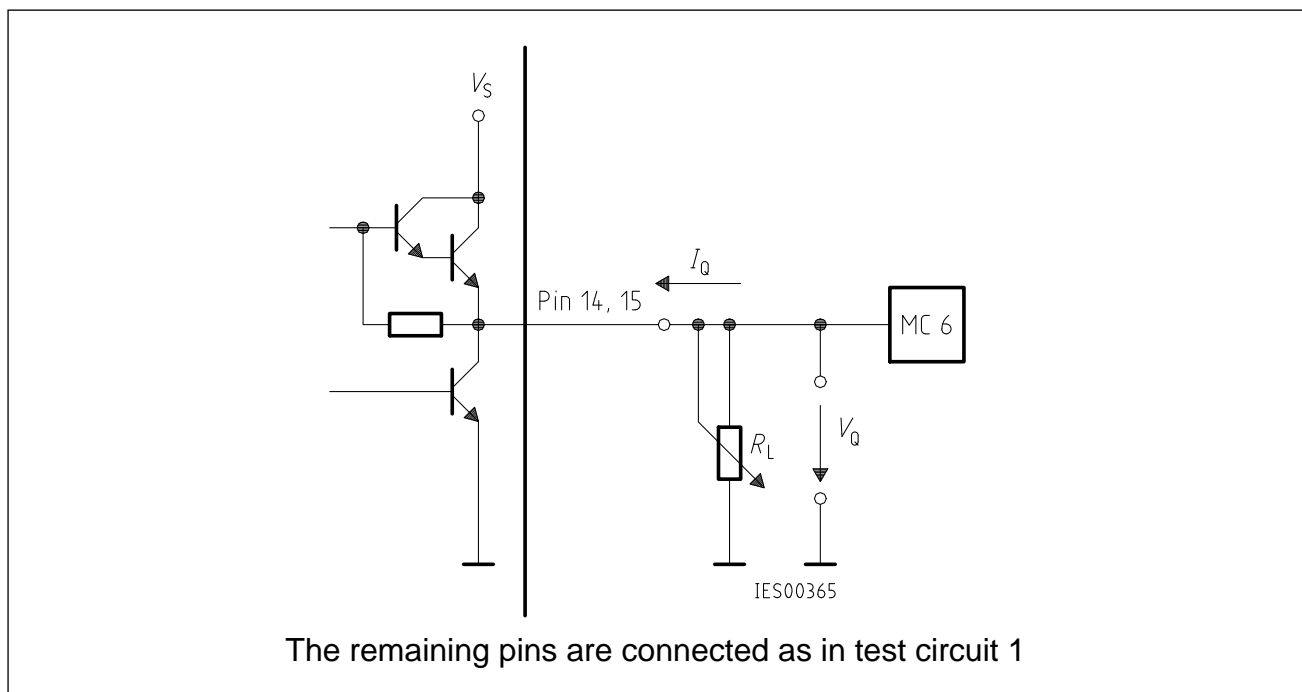 V_S
I_Q
Pin 14, 15
MC 6
R_L
V_Q
IES00365
The remaining pins are connected as in test circuit 1